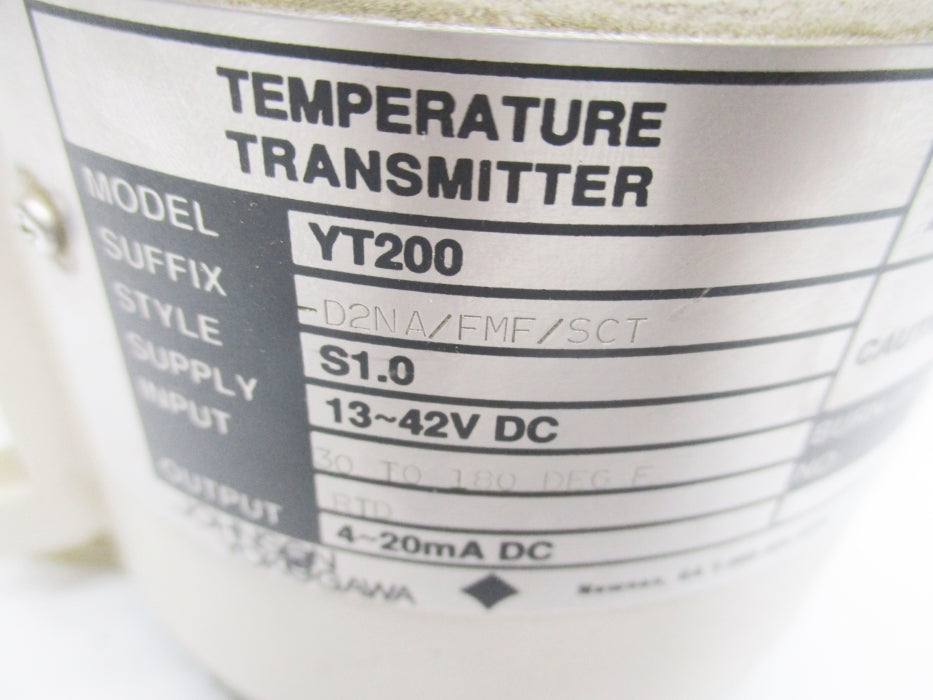 TEMPERATURE
TRANSMITTER
MODEL YT200
SUFFIX -D2NA/FMF/SCT
STYLE S1.0
SUPPLY 13~42V DC
INPUT 30 TO 180 DEG F
RTD
OUTPUT 4~20mA DC